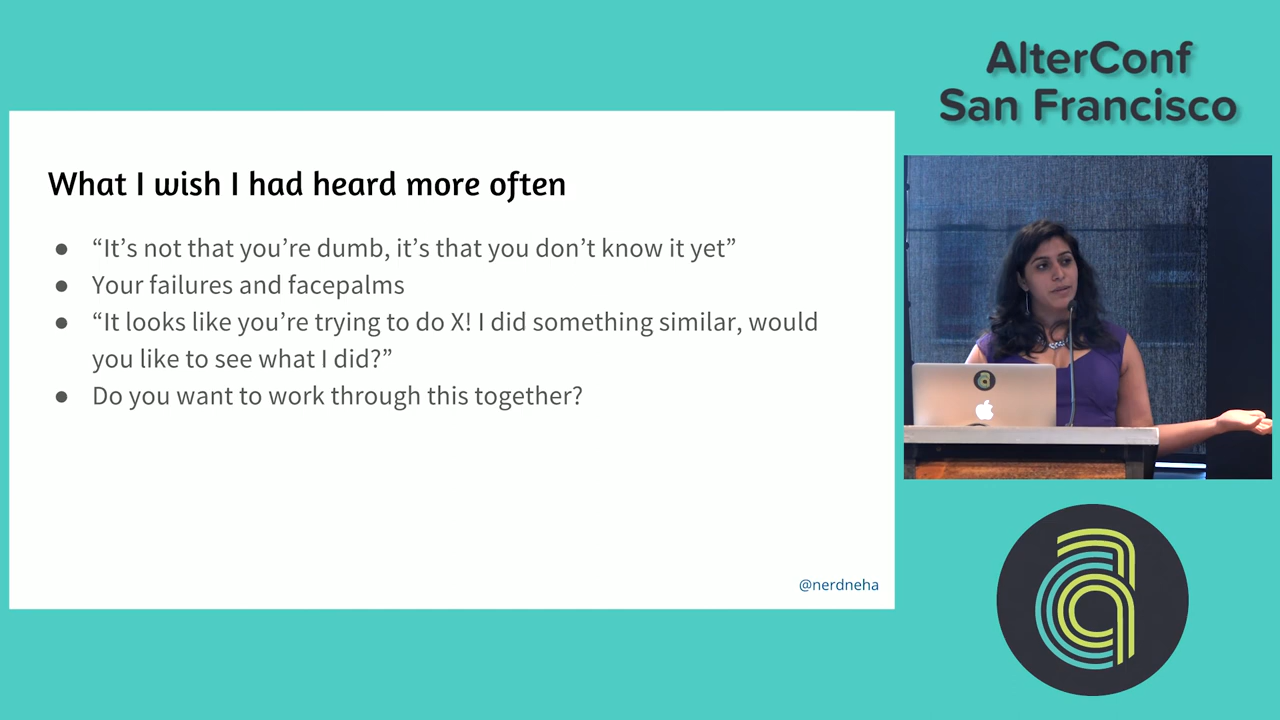 AlterConf
San Francisco
What I wish I had heard more often
● “It’s not that you’re dumb, it’s that you don’t know it yet”
● Your failures and facepalms
● “It looks like you’re trying to do X! I did something similar, would
you like to see what I did?”
● Do you want to work through this together?
@nerdneha